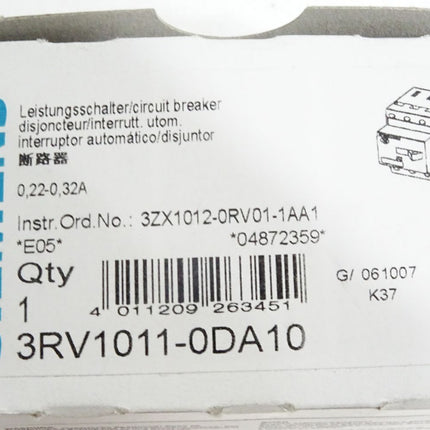 Leistungsschalter/circuit breaker
disjoncteur/interrutt. utom.
interruptor automático/disjuntor
断路器
0,22-0,32A
Instr.Ord.No.: 3ZX1012-0RV01-1AA1
*E05* *04872359*
Qty
1
4 011209 263451
G/ 061007
K37
3RV1011-0DA10